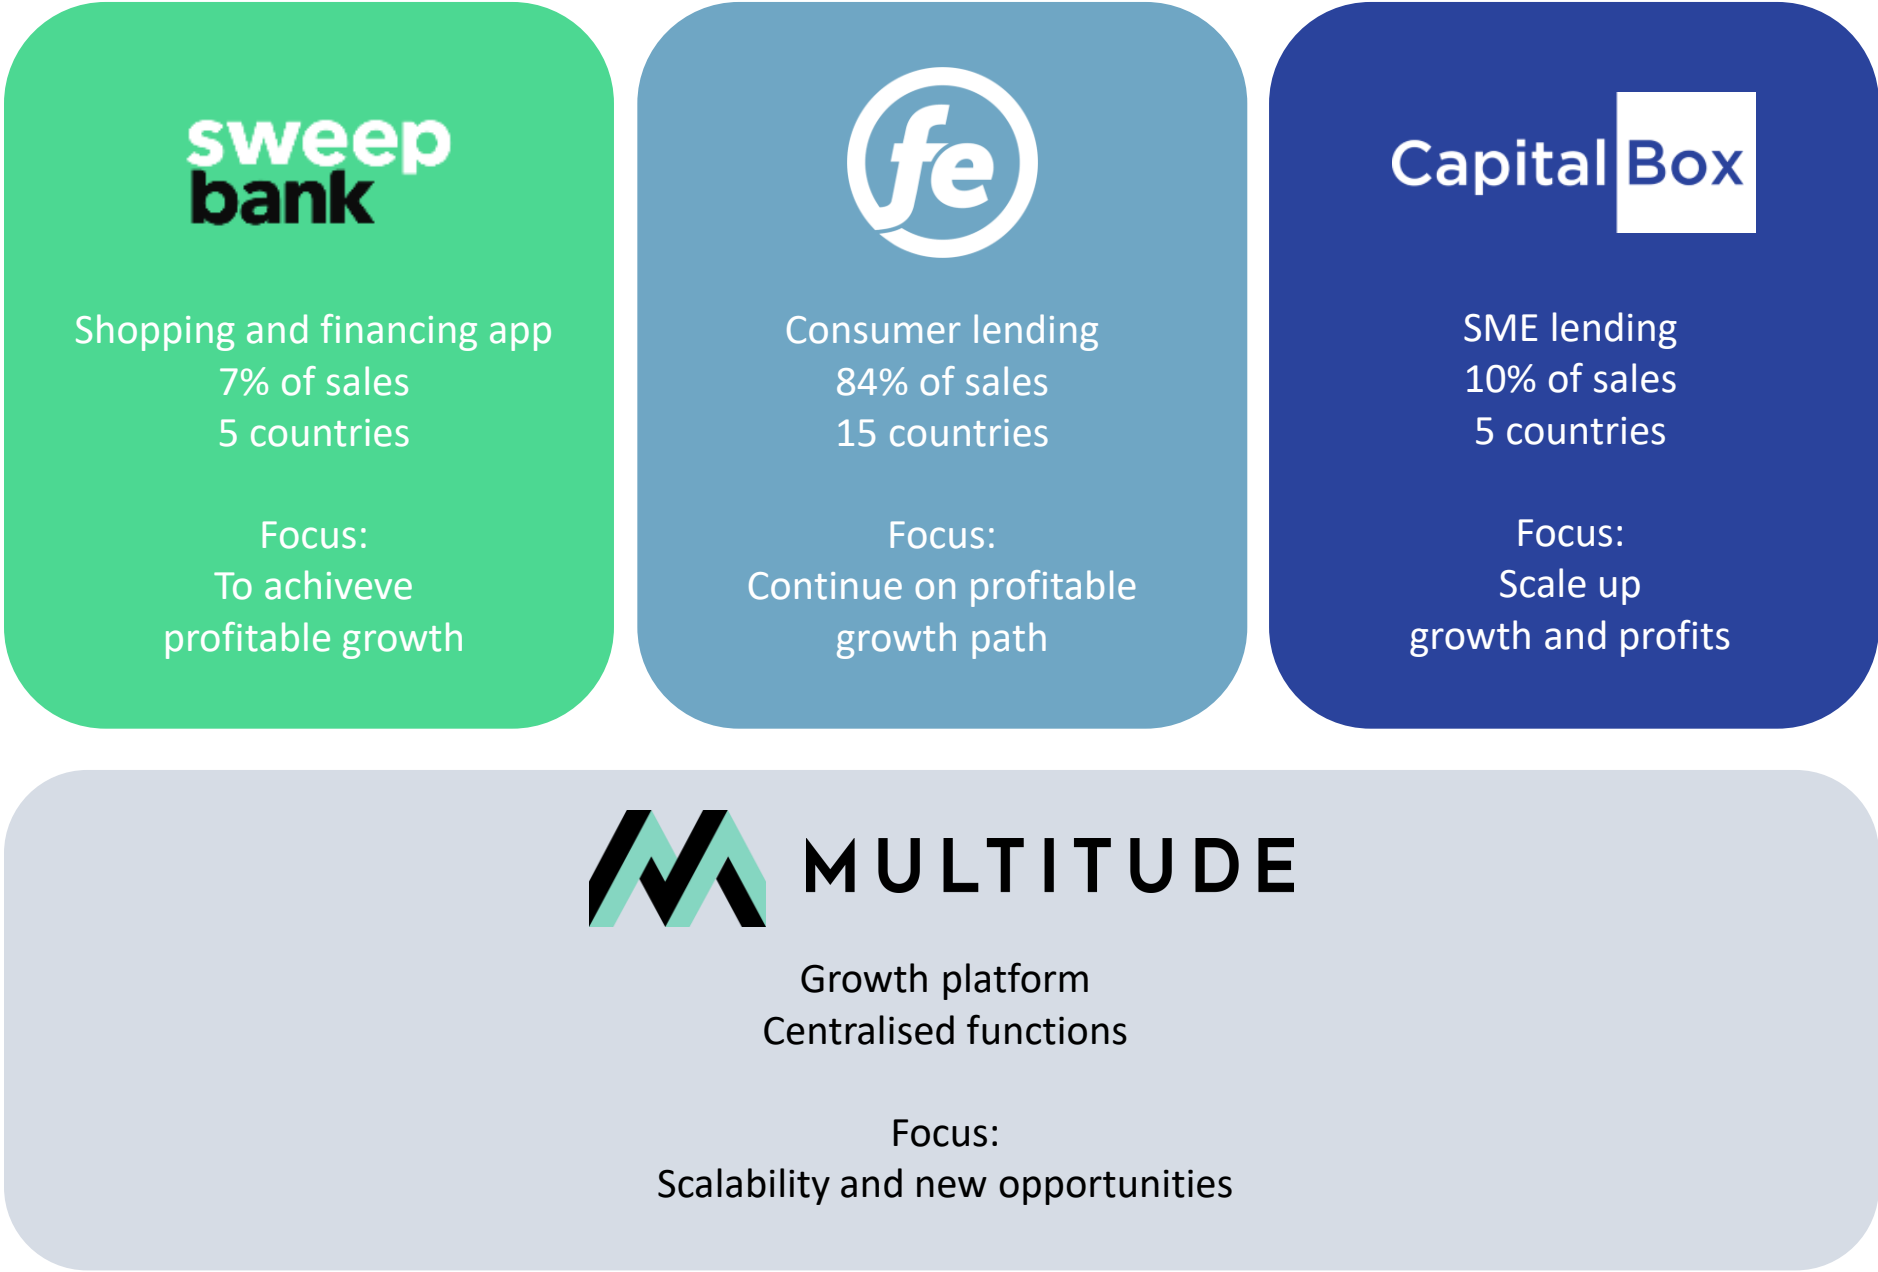 sweep
bank
Shopping and financing app
7% of sales
5 countries
Focus:
To achiveve
profitable growth
fe
Consumer lending
84% of sales
15 countries
Focus:
Continue on profitable
growth path
Capital Box
SME lending
10% of sales
5 countries
Focus:
Scale up
growth and profits
MULTITUDE
Growth platform
Centralised functions
Focus:
Scalability and new opportunities